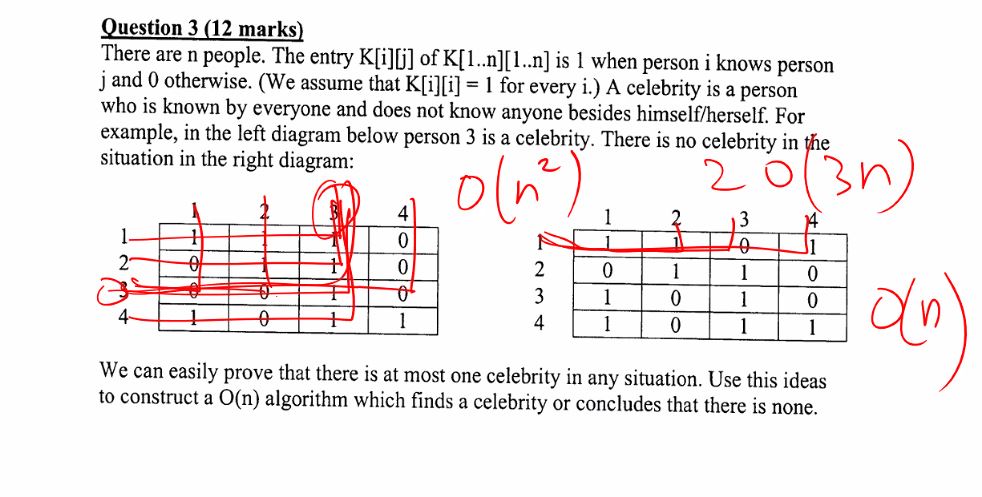 Question 3 (12 marks)
There are n people. The entry K[i][j] of K[1..n][1..n] is 1 when person i knows person
j and 0 otherwise. (We assume that K[i][i] = 1 for every i.) A celebrity is a person
who is known by everyone and does not know anyone besides himself/herself. For
example, in the left diagram below person 3 is a celebrity. There is no celebrity in the
situation in the right diagram:
O(n²) 2 O(3n)
1 2 3 4
1 1 1 1 0
2 0 1 1 0
3 0 0 1 0
4 1 0 1 1
1 2 3 4
1 1 1 0 1
2 0 1 1 0
3 1 0 1 0
4 1 0 1 1
O(n)
We can easily prove that there is at most one celebrity in any situation. Use this ideas
to construct a O(n) algorithm which finds a celebrity or concludes that there is none.